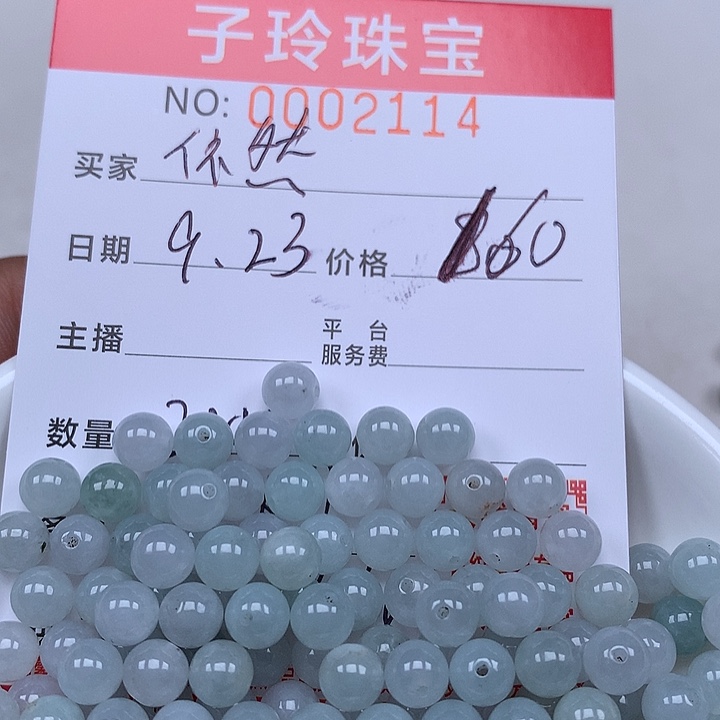 子玲珠宝
NO: 0002114
买家 依然
日期 9.23 价格 860
主播
平台
服务费
数量